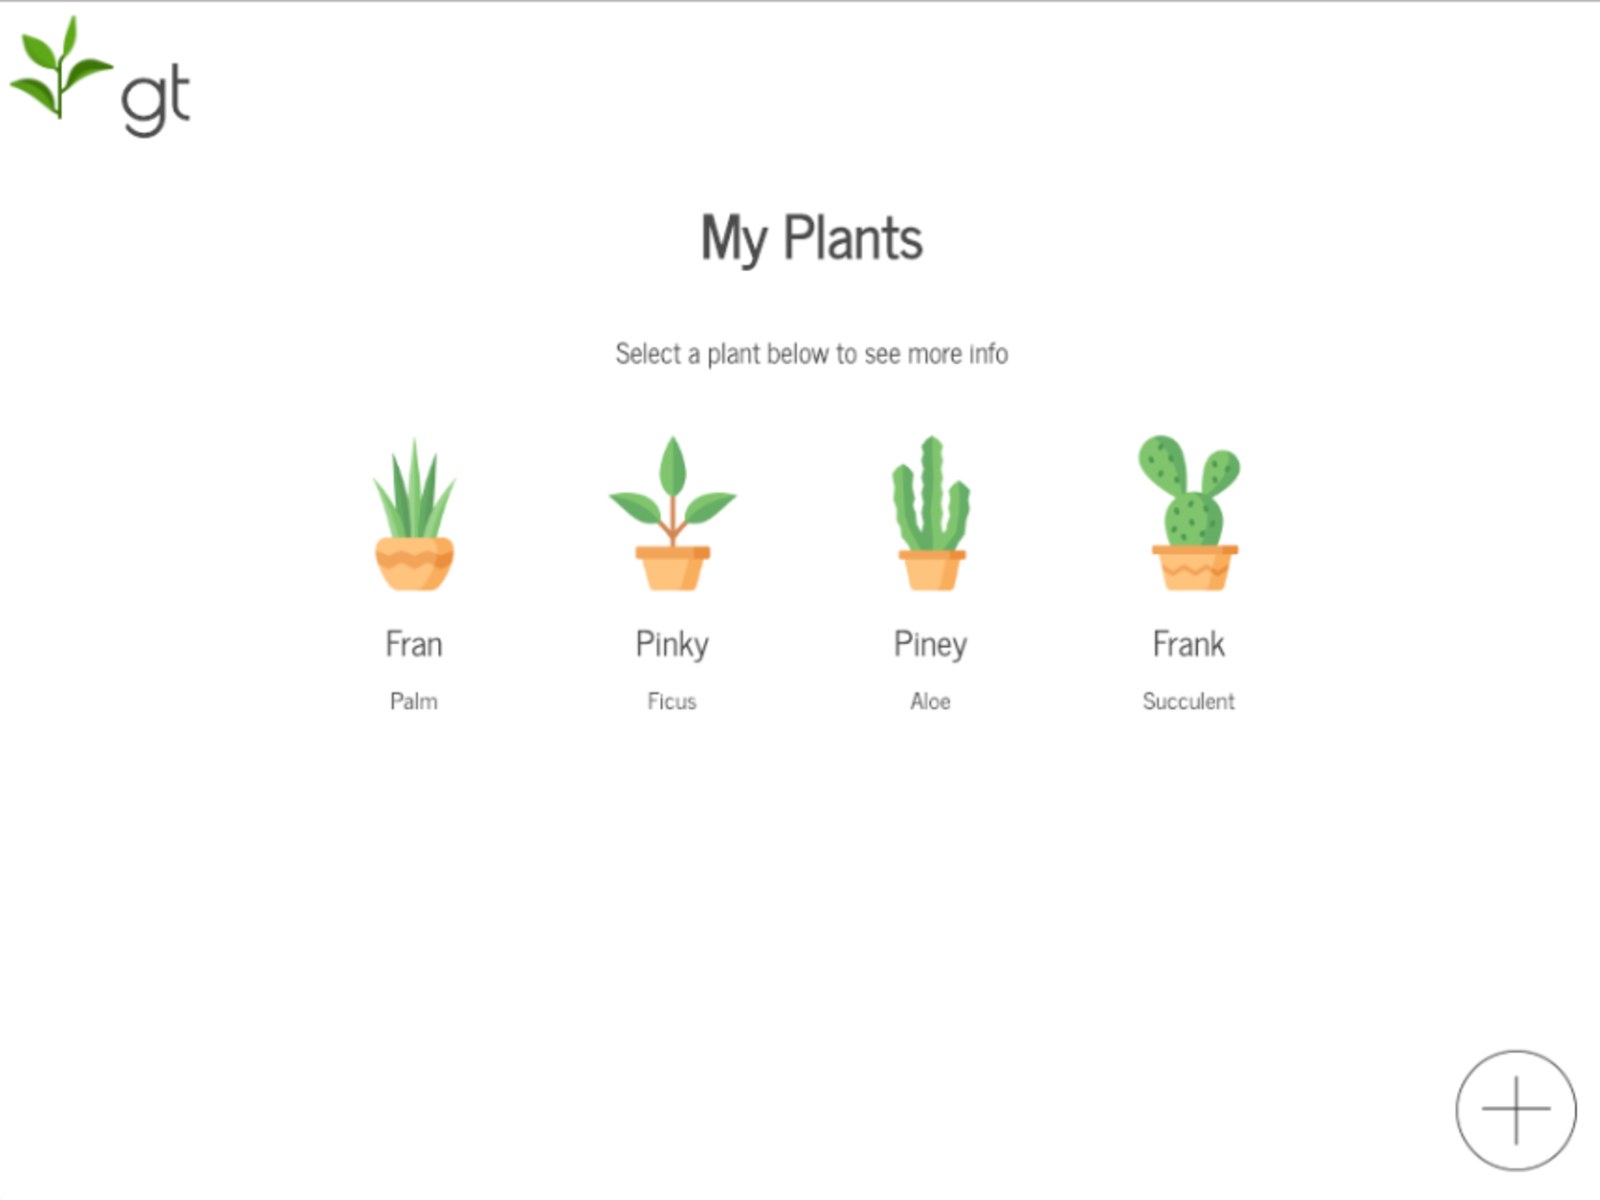 gt
My Plants
Select a plant below to see more info
Fran
Pinky
Piney
Frank
Palm
Ficus
Aloe
Succulent